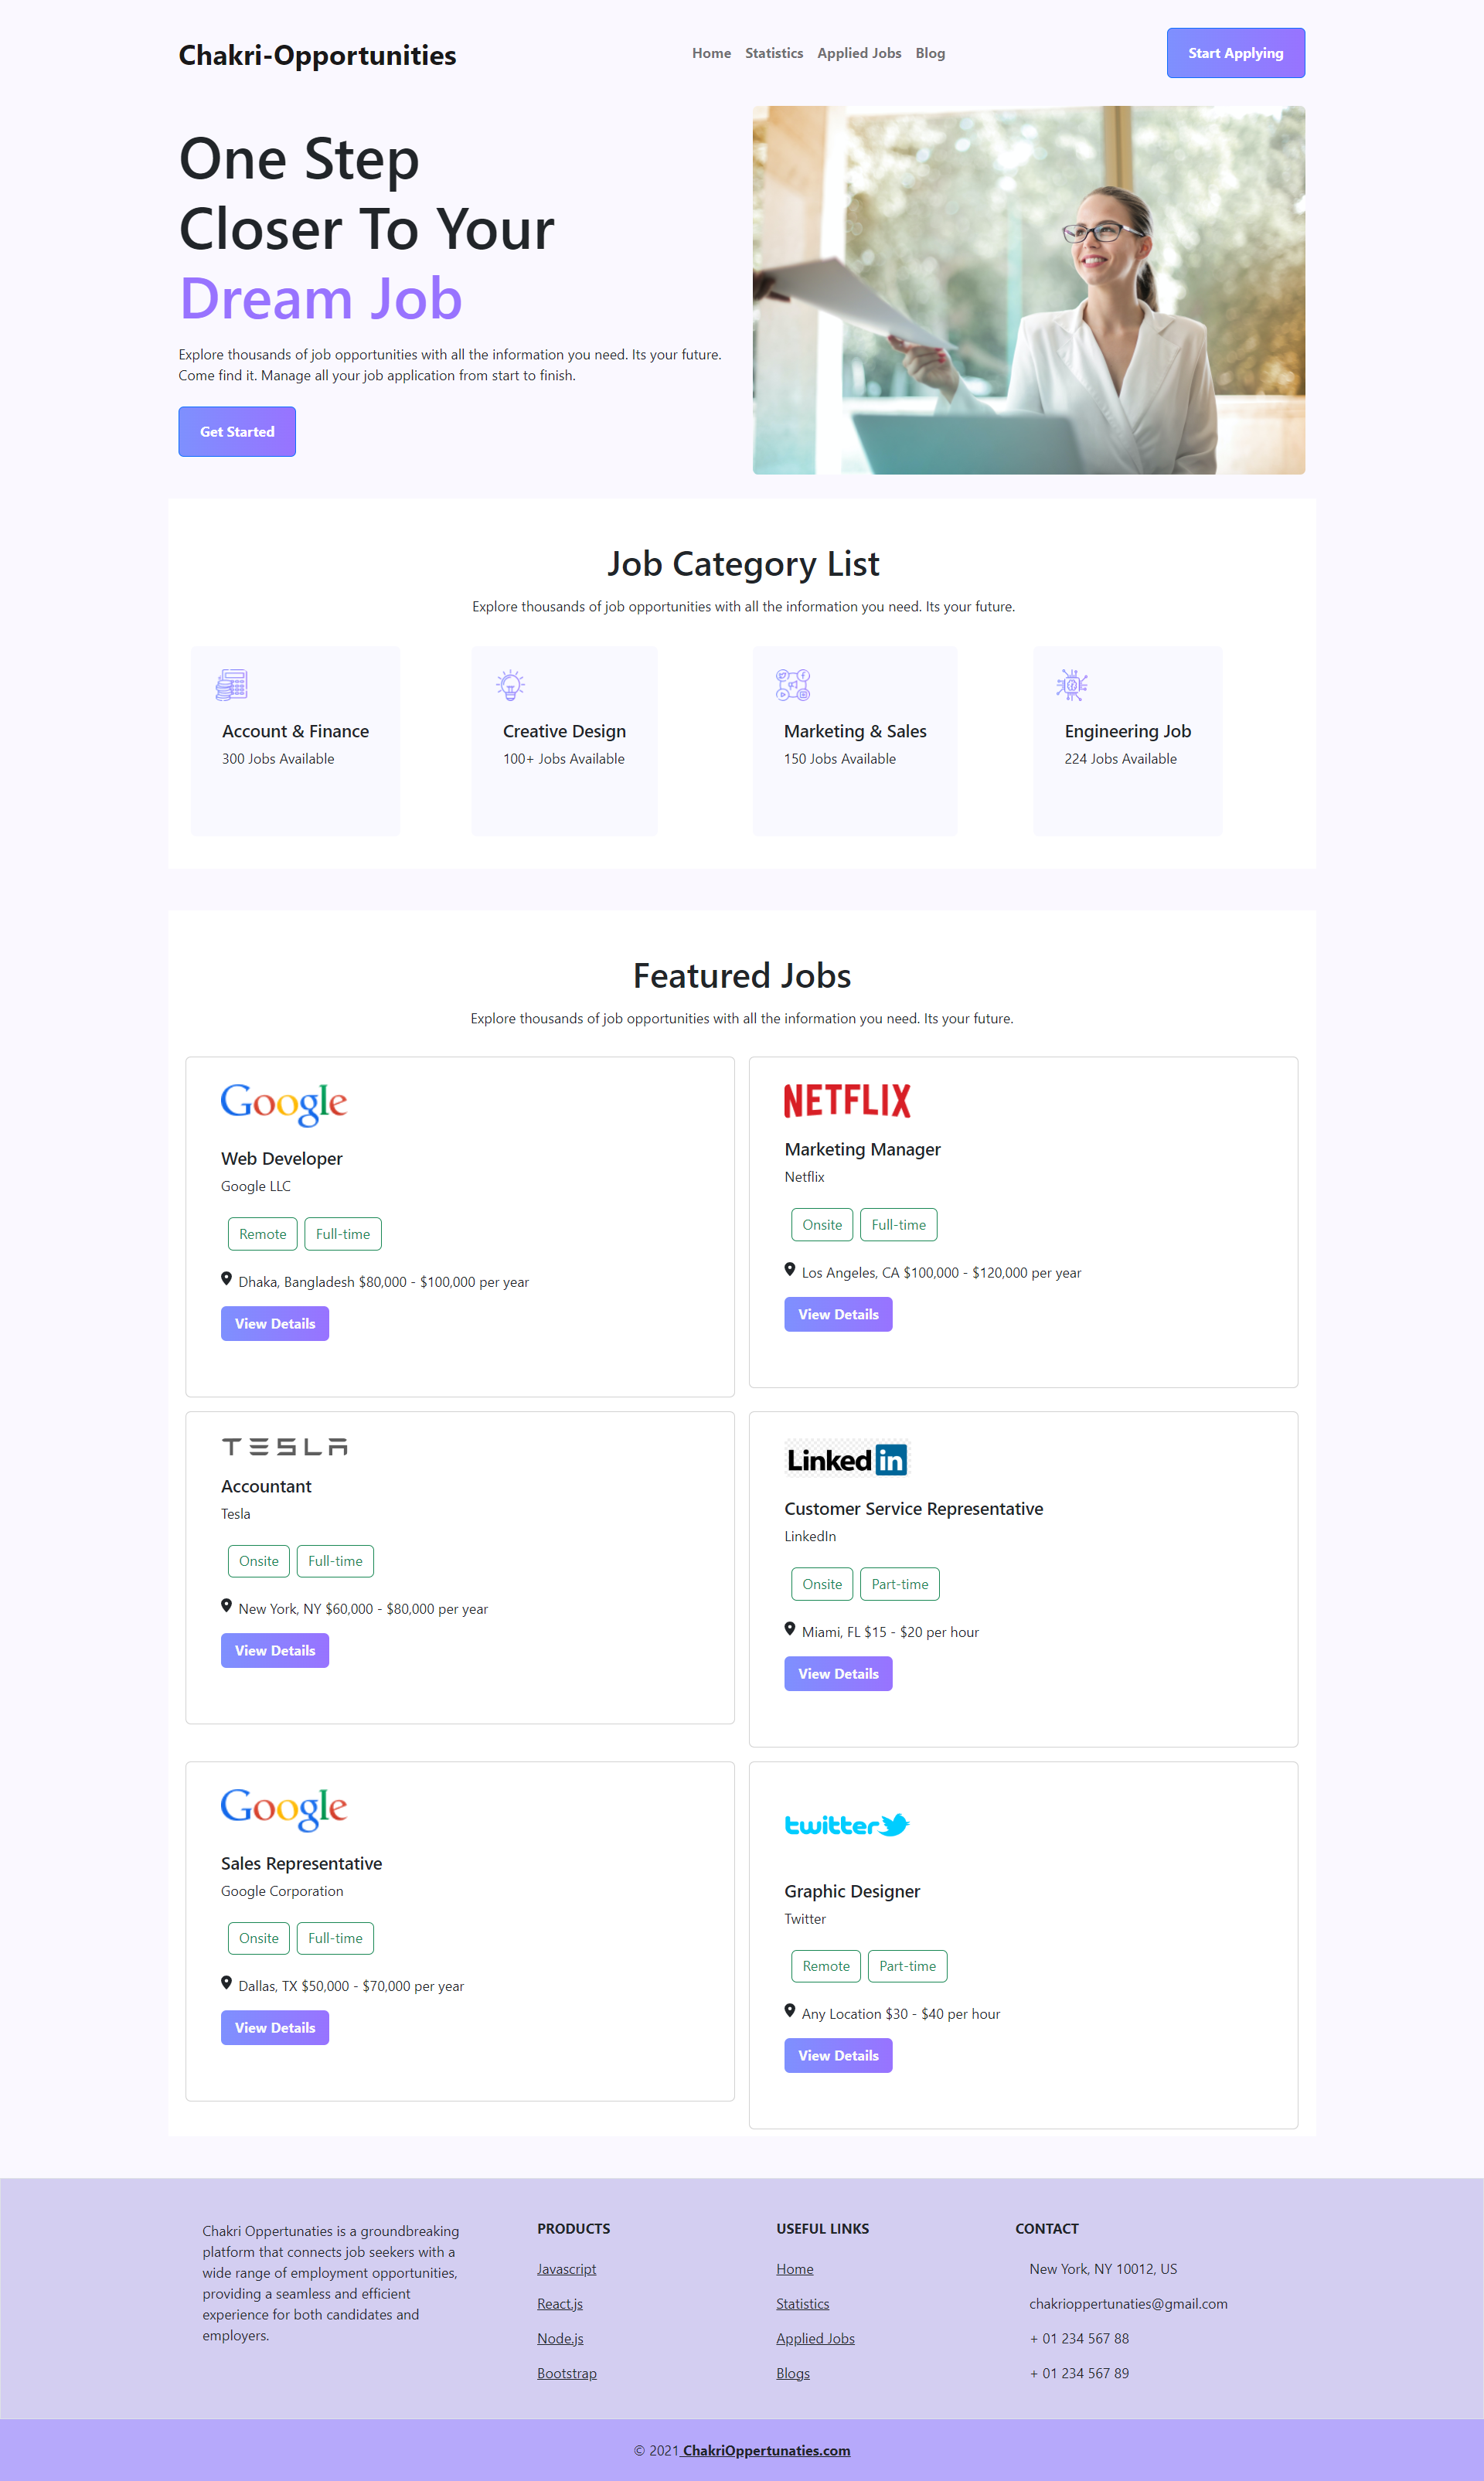 Chakri-Opportunities
Home Statistics Applied Jobs Blog
Start Applying
One Step
Closer To Your
Dream Job
Explore thousands of job opportunities with all the information you need. Its your future.
Come find it. Manage all your job application from start to finish.
Get Started
Job Category List
Explore thousands of job opportunities with all the information you need. Its your future.
Account & Finance
300 Jobs Available
Creative Design
100+ Jobs Available
Marketing & Sales
150 Jobs Available
Engineering Job
224 Jobs Available
Featured Jobs
Explore thousands of job opportunities with all the information you need. Its your future.
Google
Web Developer
Google LLC
Remote Full-time
Dhaka, Bangladesh $80,000 - $100,000 per year
View Details
NETFLIX
Marketing Manager
Netflix
Onsite Full-time
Los Angeles, CA $100,000 - $120,000 per year
View Details
TESLA
Accountant
Tesla
Onsite Full-time
New York, NY $60,000 - $80,000 per year
View Details
Linked in
Customer Service Representative
LinkedIn
Onsite Part-time
Miami, FL $15 - $20 per hour
View Details
Google
Sales Representative
Google Corporation
Onsite Full-time
Dallas, TX $50,000 - $70,000 per year
View Details
twitter
Graphic Designer
Twitter
Remote Part-time
Any Location $30 - $40 per hour
View Details
Chakri Oppertunaties is a groundbreaking
platform that connects job seekers with a
wide range of employment opportunities,
providing a seamless and efficient
experience for both candidates and
employers.
PRODUCTS
Javascript
React.js
Node.js
Bootstrap
USEFUL LINKS
Home
Statistics
Applied Jobs
Blogs
CONTACT
New York, NY 10012, US
chakrioppertunaties@gmail.com
+ 01 234 567 88
+ 01 234 567 89
© 2021 ChakriOppertunaties.com